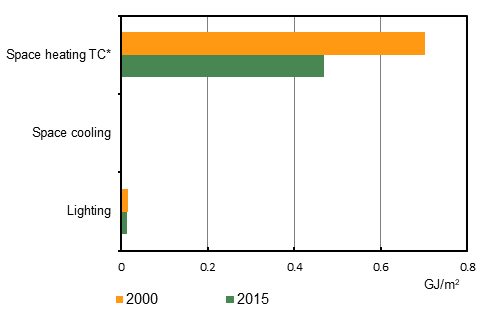 Space heating TC*
Space cooling
Lighting
0 0.2 0.4 0.6 0.8
GJ/m²
2000 2015